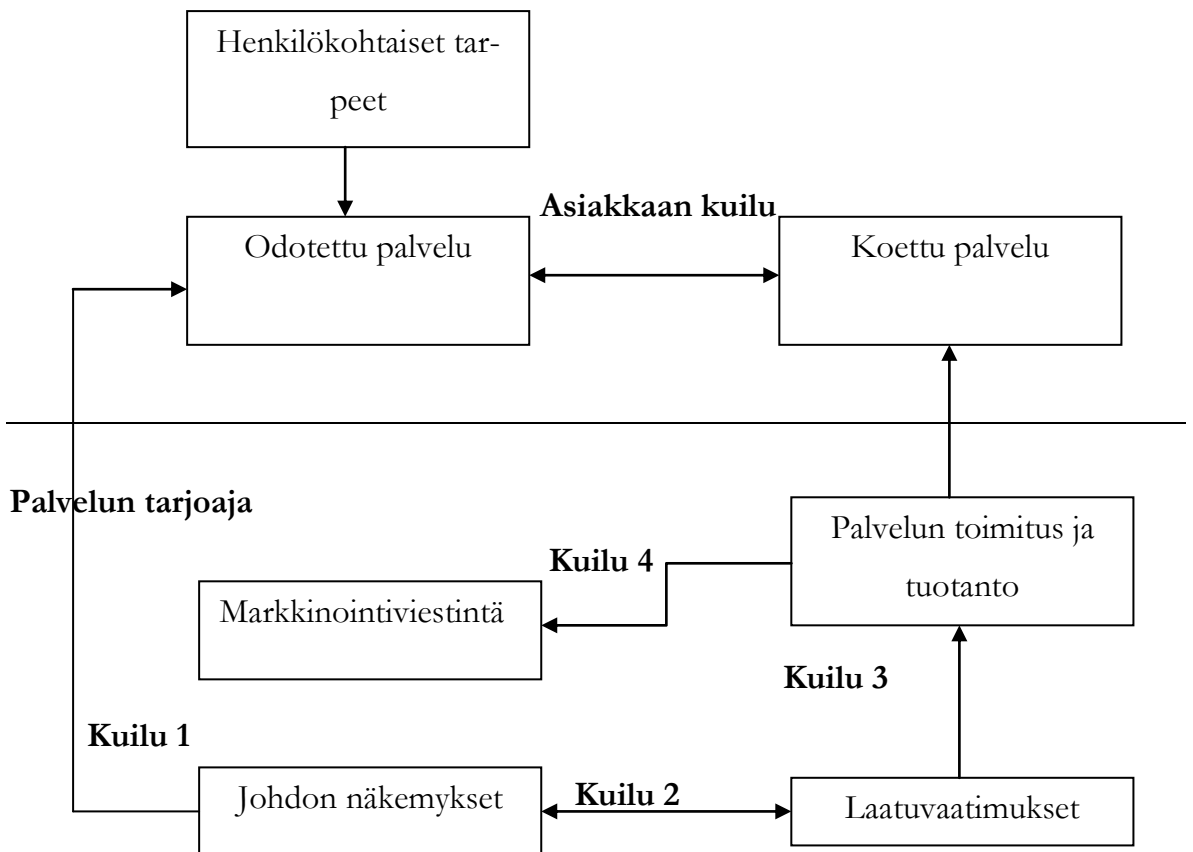 Henkilökohtaiset tar-
peet
Asiakkaan kuilu
Odotettu palvelu
Koettu palvelu
Palvelun tarjoaja
Palvelun toimitus ja
tuotanto
Kuilu 4
Markkinointiviestintä
Kuilu 3
Kuilu 1
Johdon näkemykset
Kuilu 2
Laatuvaatimukset